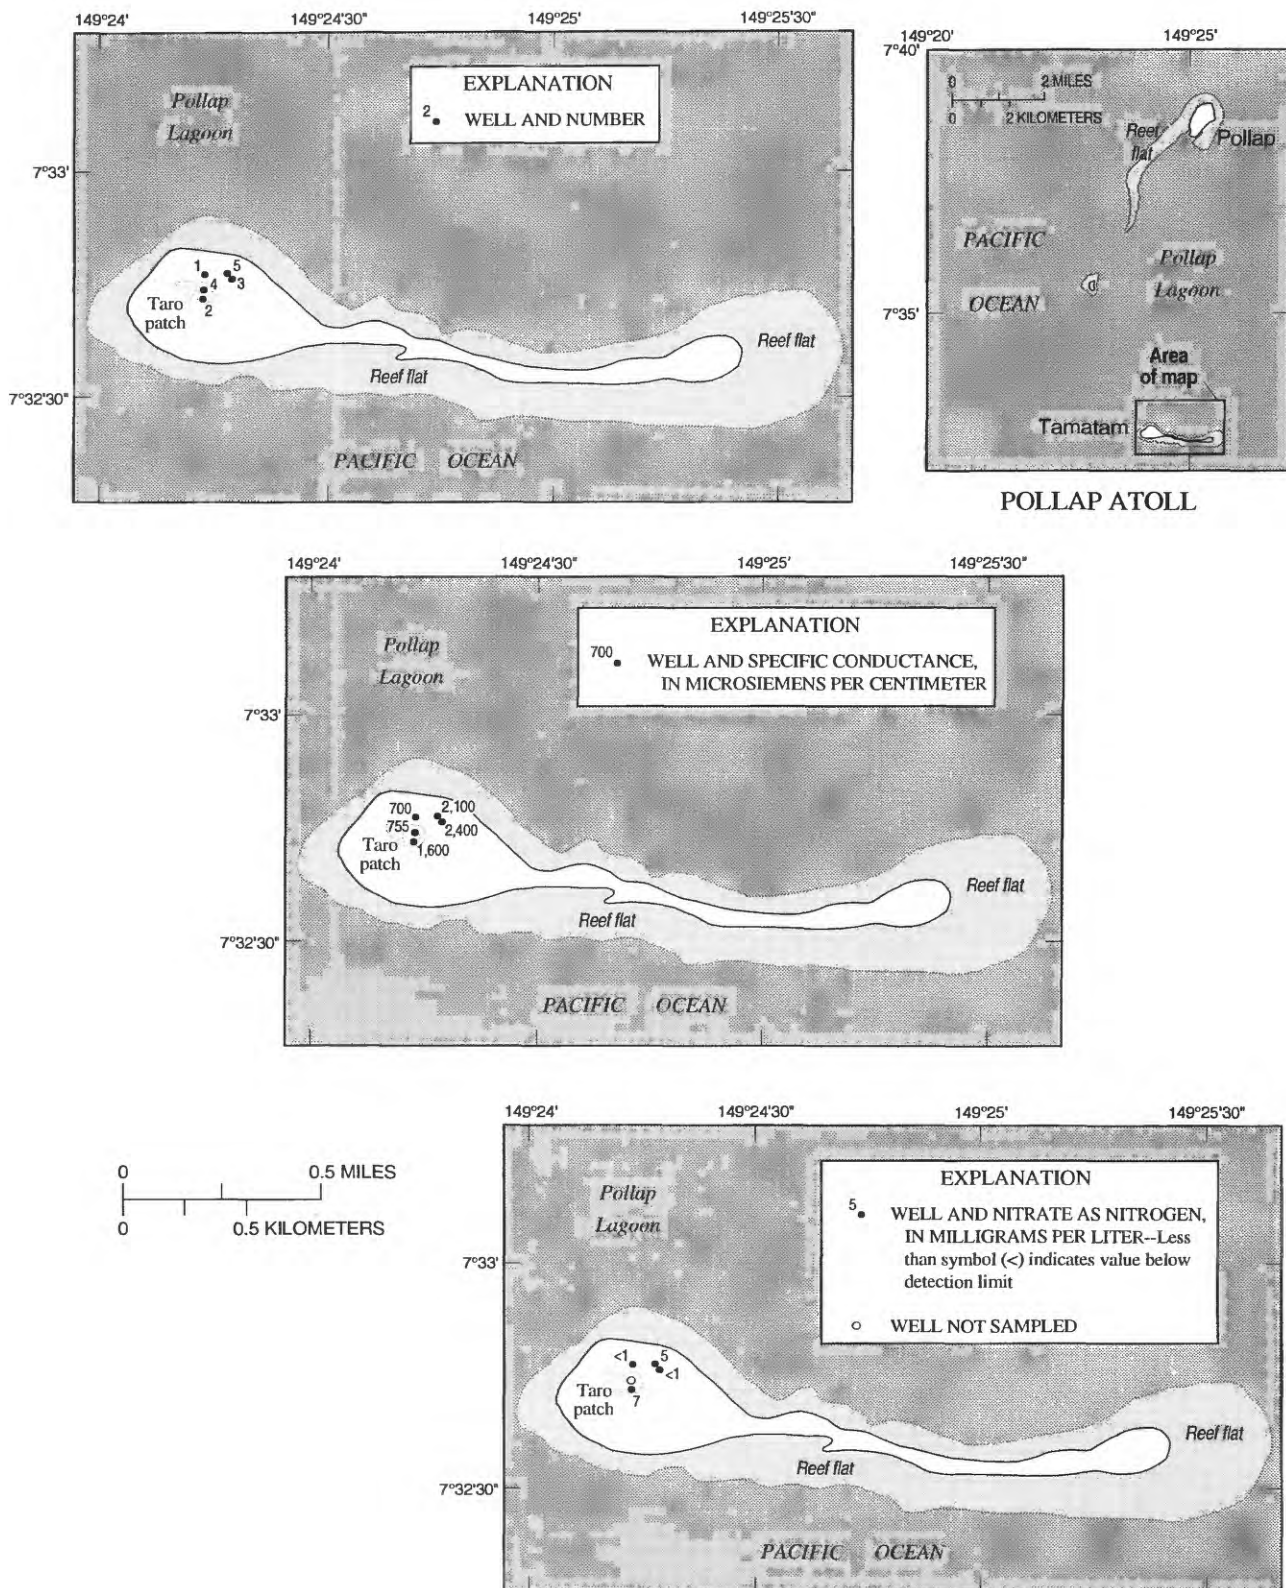 149°24'
149°24'30"
149°25'
149°25'30"
Pollap
Lagoon
EXPLANATION
2 WELL AND NUMBER
7°33'
1
5
4
3
2
Taro
patch
Reef flat
Reef flat
7°32'30"
PACIFIC OCEAN
149°20'
149°25'
7°40'
0 2 MILES
0 2 KILOMETERS
Reef
flat
Pollap
PACIFIC
OCEAN
Pollap
Lagoon
7°35'
Area
of map
Tamatam
POLLAP ATOLL
149°24'
149°24'30"
149°25'
149°25'30"
Pollap
Lagoon
EXPLANATION
700 WELL AND SPECIFIC CONDUCTANCE,
IN MICROSIEMENS PER CENTIMETER
7°33'
700
2,100
755
2,400
1,600
Taro
patch
Reef flat
Reef flat
7°32'30"
PACIFIC OCEAN
0 0.5 MILES
0 0.5 KILOMETERS
149°24'
149°24'30"
149°25'
149°25'30"
Pollap
Lagoon
EXPLANATION
5 WELL AND NITRATE AS NITROGEN,
IN MILLIGRAMS PER LITER--Less
than symbol (<) indicates value below
detection limit
WELL NOT SAMPLED
7°33'
<1
5
<1
7
Taro
patch
Reef flat
Reef flat
7°32'30"
PACIFIC OCEAN